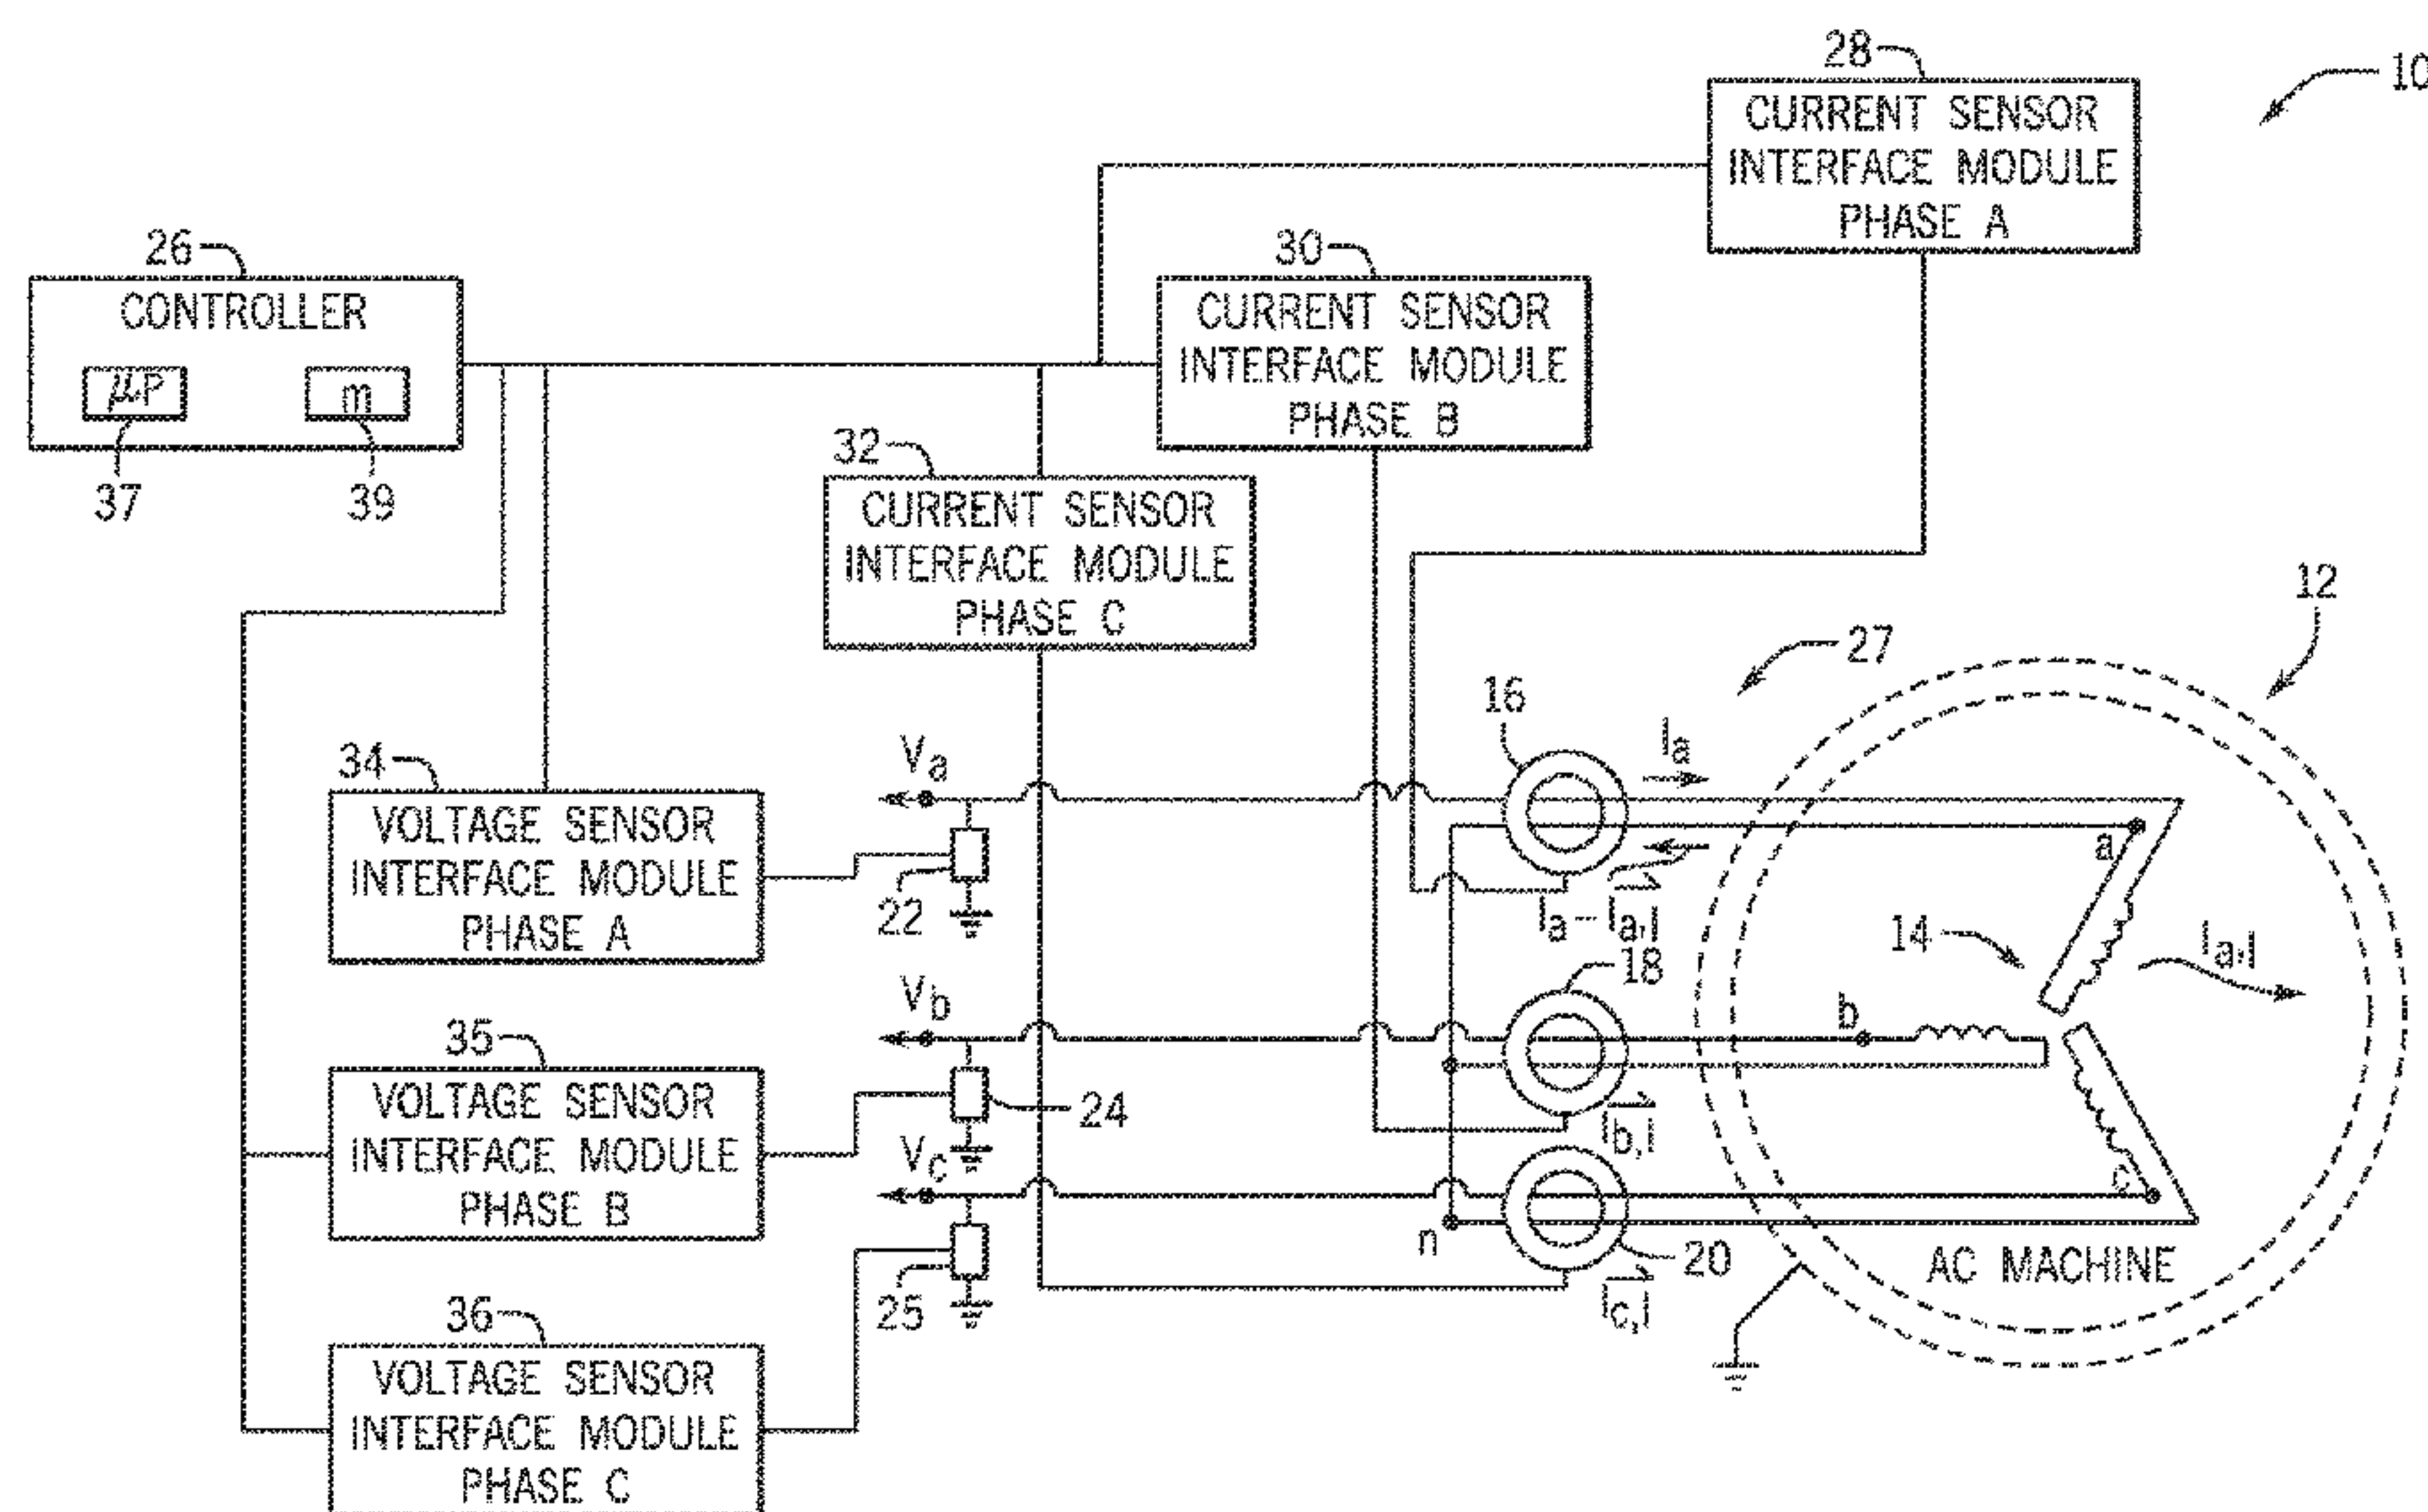 10
28
CURRENT SENSOR
INTERFACE MODULE
PHASE A
26
CONTROLLER
μP
m
37
39
30
CURRENT SENSOR
INTERFACE MODULE
PHASE B
32
CURRENT SENSOR
INTERFACE MODULE
PHASE C
12
27
16
Ia
34
VOLTAGE SENSOR
INTERFACE MODULE
PHASE A
Va
22
a
Ia-Ia,l
14
Ia,l
18
35
VOLTAGE SENSOR
INTERFACE MODULE
PHASE B
Vb
24
b
Ib,l
Vc
c
n
20
25
Ic,l
AC MACHINE
36
VOLTAGE SENSOR
INTERFACE MODULE
PHASE C